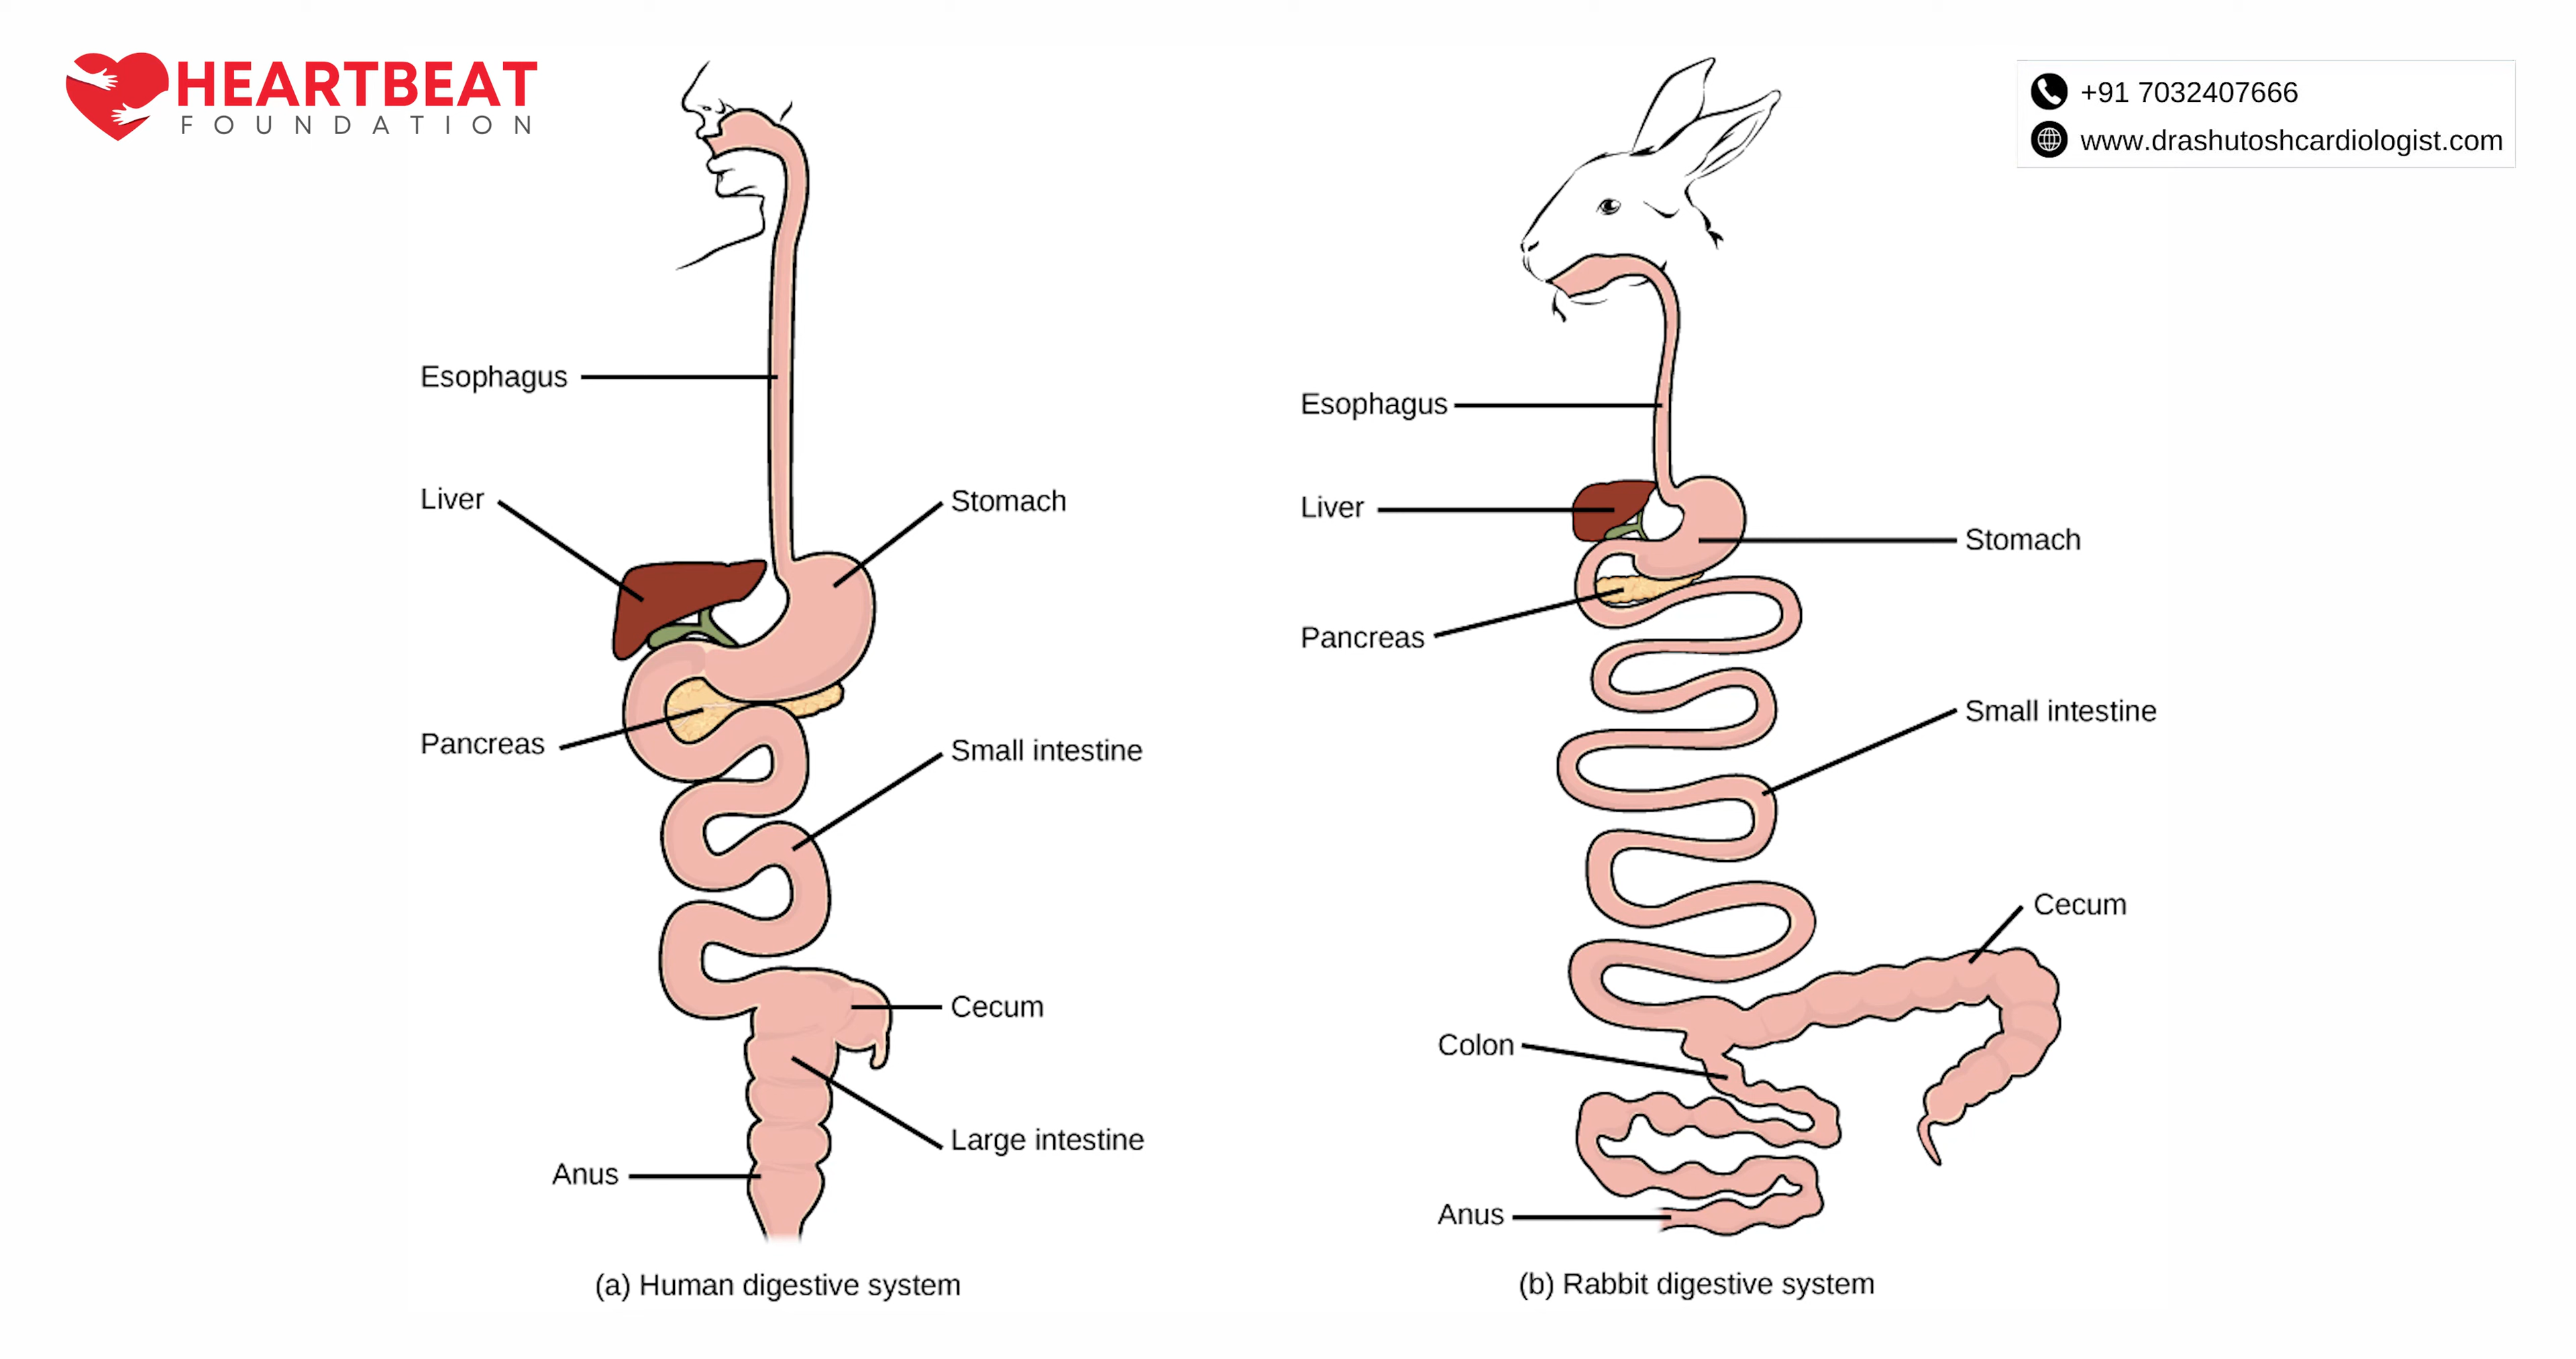 HEARTBEAT
FOUNDATION
+91 7032407666
www.drashutoshcardiologist.com
Esophagus
Liver
Stomach
Pancreas
Small intestine
Cecum
Large intestine
Anus
(a) Human digestive system
Esophagus
Liver
Stomach
Pancreas
Small intestine
Cecum
Colon
Anus
(b) Rabbit digestive system